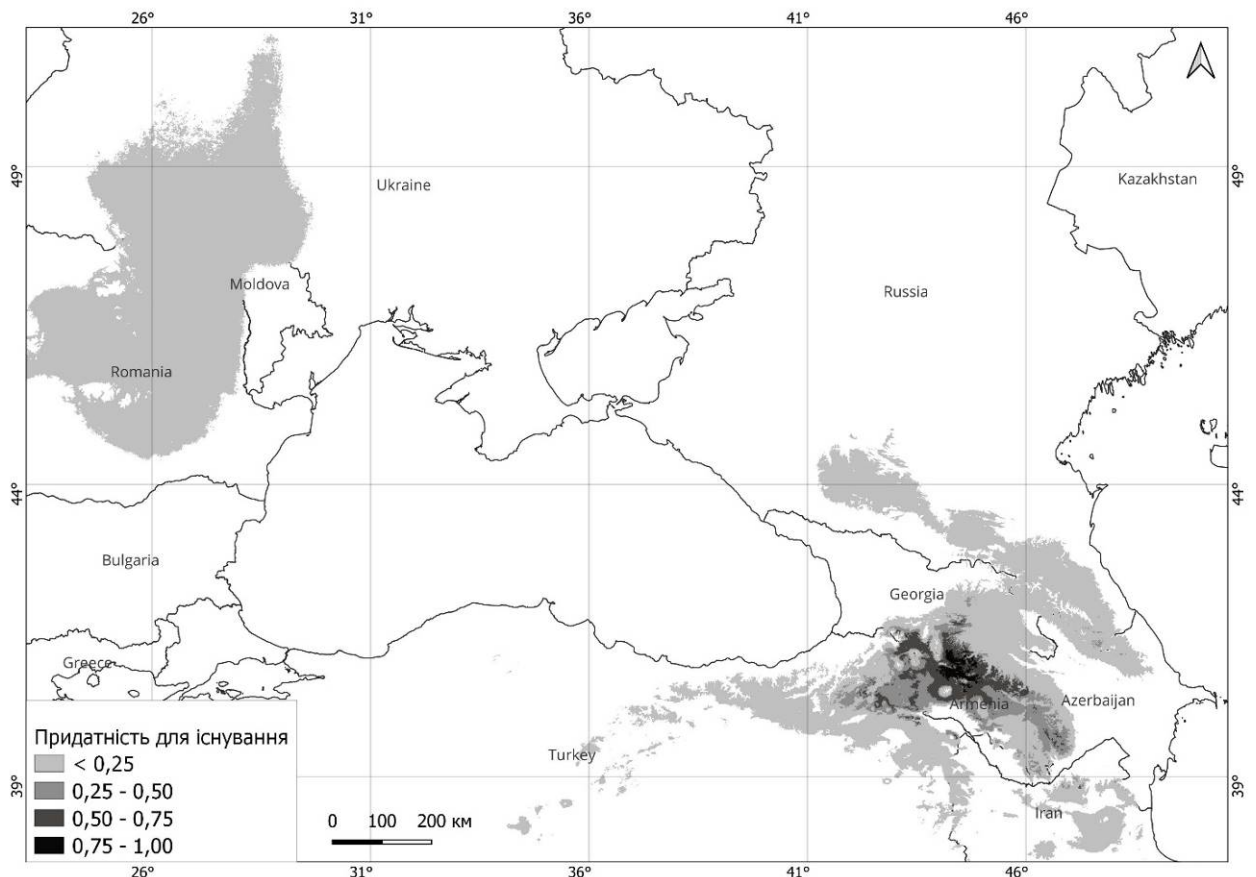 26° 31° 36° 41° 46°
49° 49°
Ukraine
Kazakhstan
Moldova
Russia
Romania
44° 44°
Bulgaria
Georgia
Greece
Armenia
Azerbaijan
Turkey
39° 39°
Iran
Придатність для існування
< 0,25
0,25 - 0,50
0,50 - 0,75
0,75 - 1,00
0 100 200 км
26° 31° 36° 41° 46°